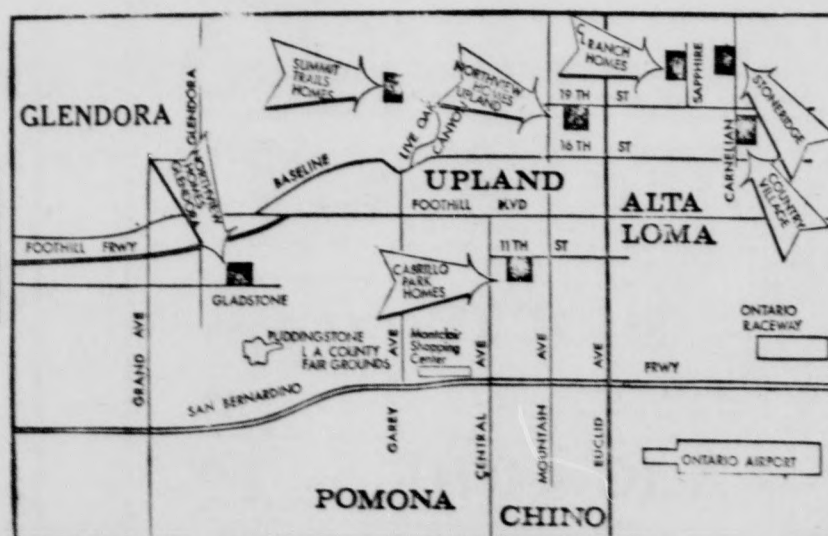 GLENDORA
GLENDORA
SUMMIT
TRAILS
HOMES
NORTHVIEW
HOMES
UPLAND
RANCH
HOMES
SAPPHIRE
STONERIDGE
19 TH ST
16 TH ST
LIVE OAK
CANYON
BASELINE
CARNELIAN
COUNTRY
VILLAGE
UPLAND
FOOTHILL BLVD
ALTA
LOMA
FOOTHILL FRWY
11 TH ST
CABRILLO
PARK
HOMES
GLADSTONE
PUDDINGSTONE
L.A. COUNTY
FAIR GROUNDS
Montclair
Shopping
Center
ONTARIO
RACEWAY
GRAND AVE
SAN BERNARDINO FRWY
GAREY AVE
CENTRAL AVE
MOUNTAIN AVE
EUCLID AVE
ONTARIO AIRPORT
POMONA
CHINO